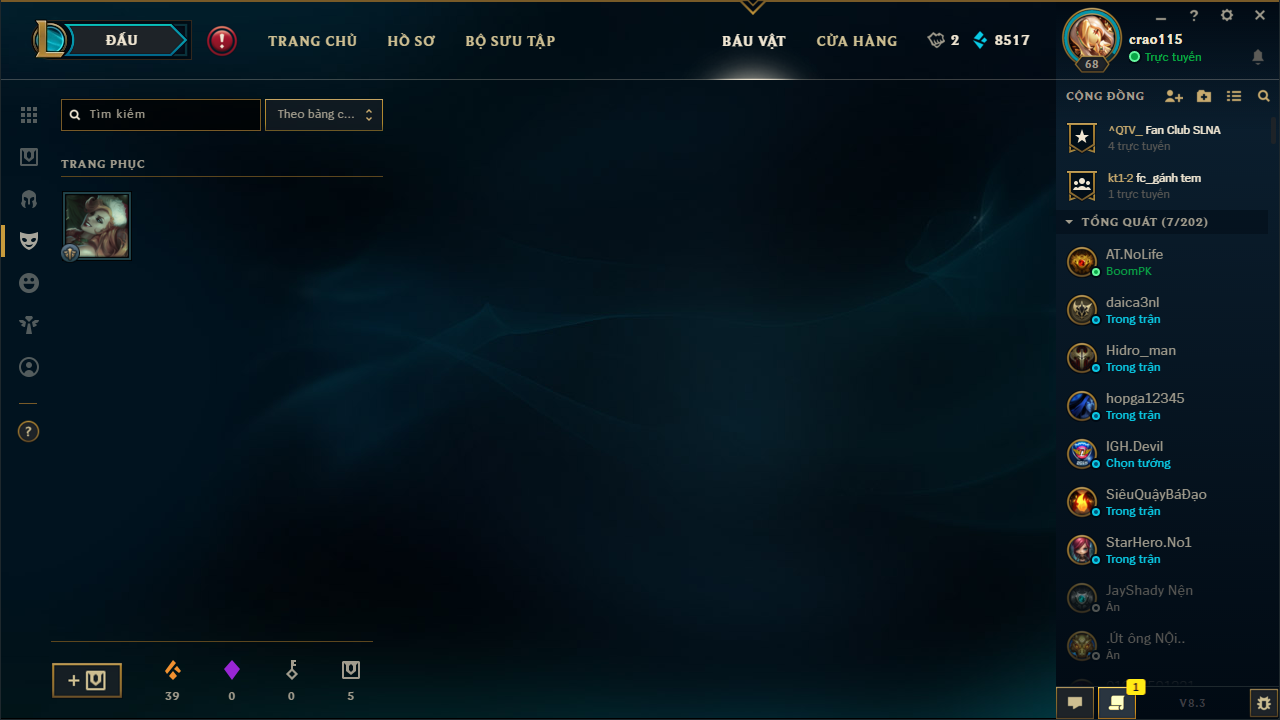 ĐẤU
TRANG CHỦ
HỒ SƠ
BỘ SƯU TẬP
BÁU VẬT
CỬA HÀNG
2
8517
68
crao115
Trực tuyến
Tìm kiếm
Theo bảng c...
TRANG PHỤC
CỘNG ĐỒNG
^QTV_ Fan Club SLNA
4 trực tuyến
kt1-2 fc_gánh tem
1 trực tuyến
TỔNG QUÁT (7/202)
AT.NoLife
BoomPK
daica3nl
Trong trận
Hidro_man
Trong trận
hopga12345
Trong trận
IGH.Devil
Chọn tướng
SiêuQuậyBáĐạo
Trong trận
StarHero.No1
Trong trận
JayShady Nện
Ẩn
.Út ông NỘi..
Ẩn
39
0
0
5
1
V8.3